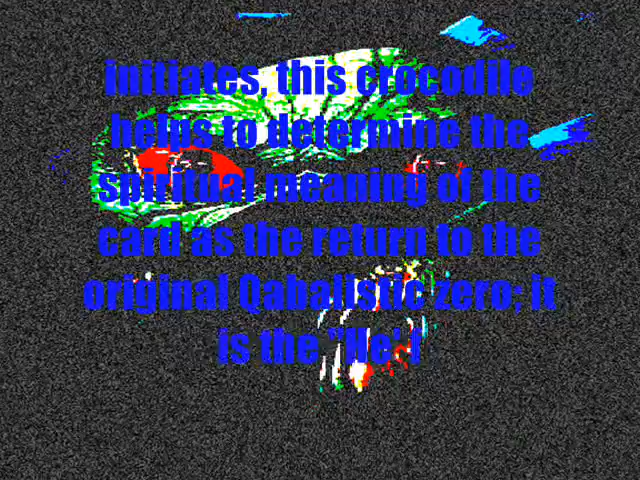 initiates, this crocodile
helps to determine the
spiritual meaning of the
card as the return to the
original Qabalistic zero; it
is the "He' f